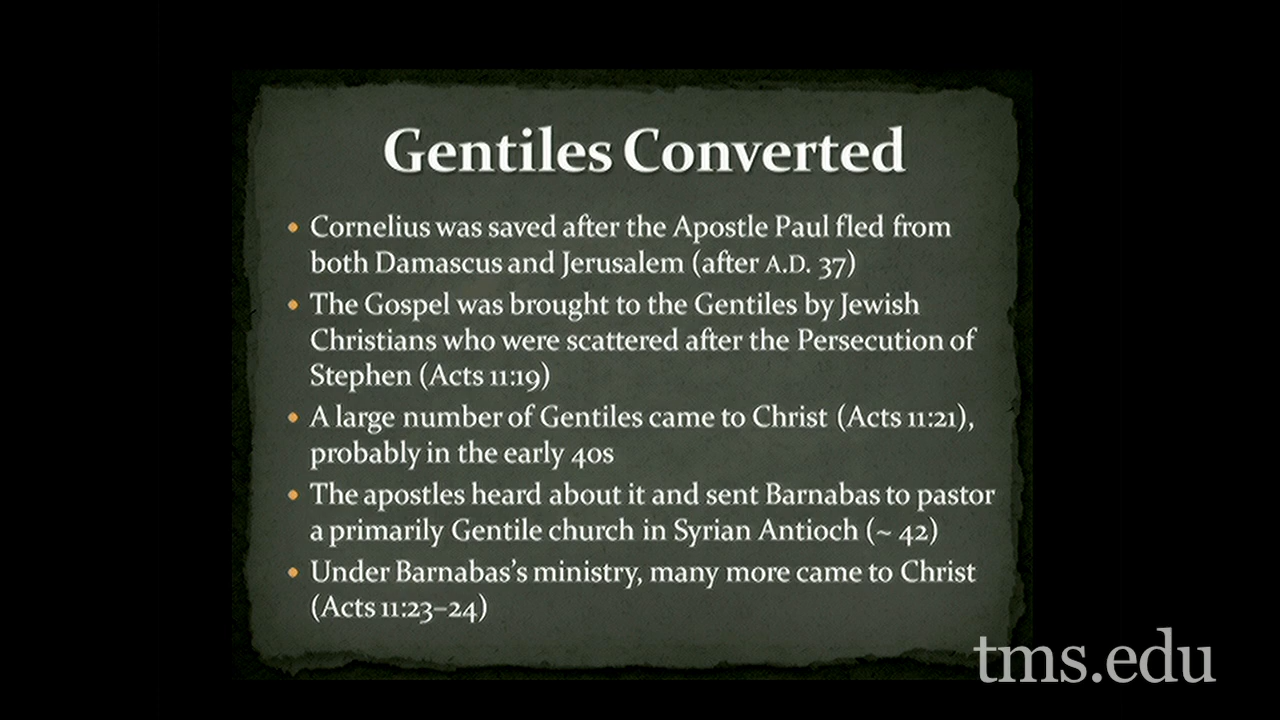 Gentiles Converted
• Cornelius was saved after the Apostle Paul fled from
both Damascus and Jerusalem (after A.D. 37)
• The Gospel was brought to the Gentiles by Jewish
Christians who were scattered after the Persecution of
Stephen (Acts 11:19)
• A large number of Gentiles came to Christ (Acts 11:21),
probably in the early 40s
• The apostles heard about it and sent Barnabas to pastor
a primarily Gentile church in Syrian Antioch (~ 42)
• Under Barnabas’s ministry, many more came to Christ
(Acts 11:23–24)
tms.edu